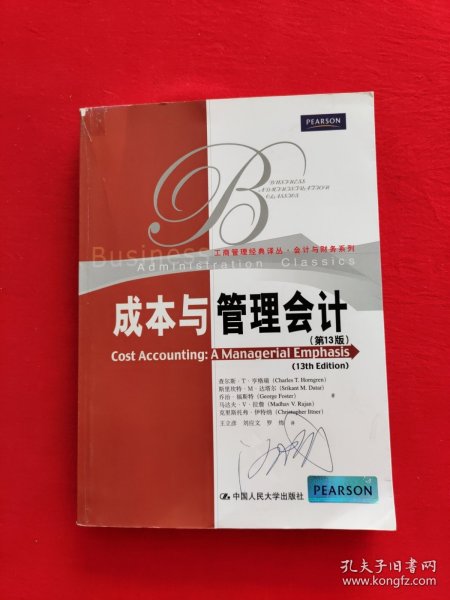 PEARSON
BUSINESS
ADMINISTRATION
CLASSICS
工商管理经典译丛·会计与财务系列
Business
Administration Classics
成本与管理会计
(第13版)
Cost Accounting: A Managerial Emphasis
(13th Edition)
查尔斯·T·亨格瑞 (Charles T. Horngren)
斯里坎特·M·达塔尔 (Srikant M. Datar)
乔治·福斯特 (George Foster) 著
马达夫·V·拉詹 (Madhav V. Rajan)
克里斯托弗·伊特纳 (Christopher Ittner)
王立彦 刘应文 罗炜 译
中国人民大学出版社
PEARSON
孔夫子旧书网
www.kongfz.com